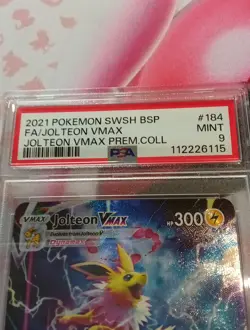 2021 POKEMON SWSH BSP #184
FA/JOLTEON VMAX MINT
JOLTEON VMAX PREM.COLL 9
PSA 112226115
VMAX Jolteon VMAX HP 300